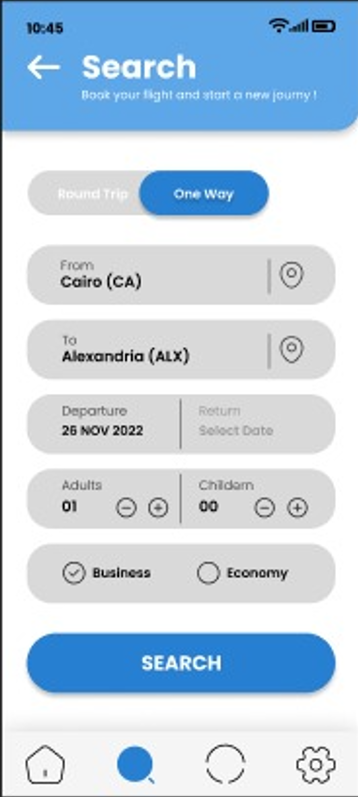 10:45
Search
Book your flight and start a new journy !
Round Trip
One Way
From
Cairo (CA)
To
Alexandria (ALX)
Departure
Return
26 NOV 2022
Select Date
Adults
Childern
01
00
Business
Economy
SEARCH